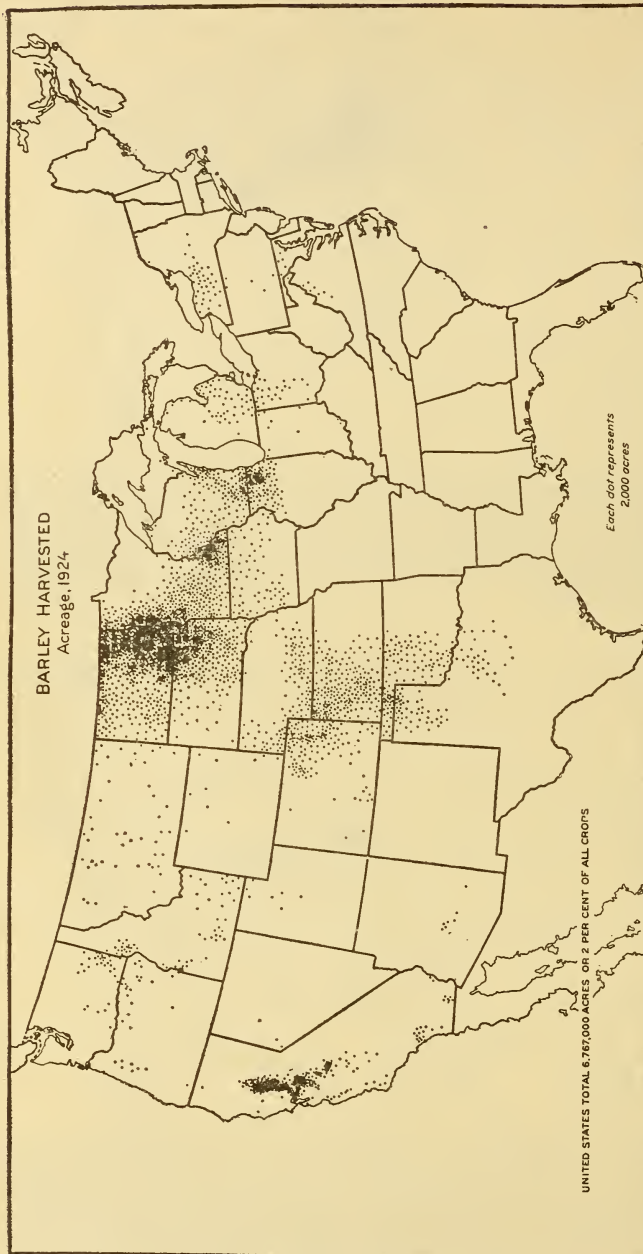 BARLEY HARVESTED
Acreage, 1924
Each dot represents
2,000 acres
UNITED STATES TOTAL 6,767,000 ACRES OR 2 PER CENT OF ALL CROPS